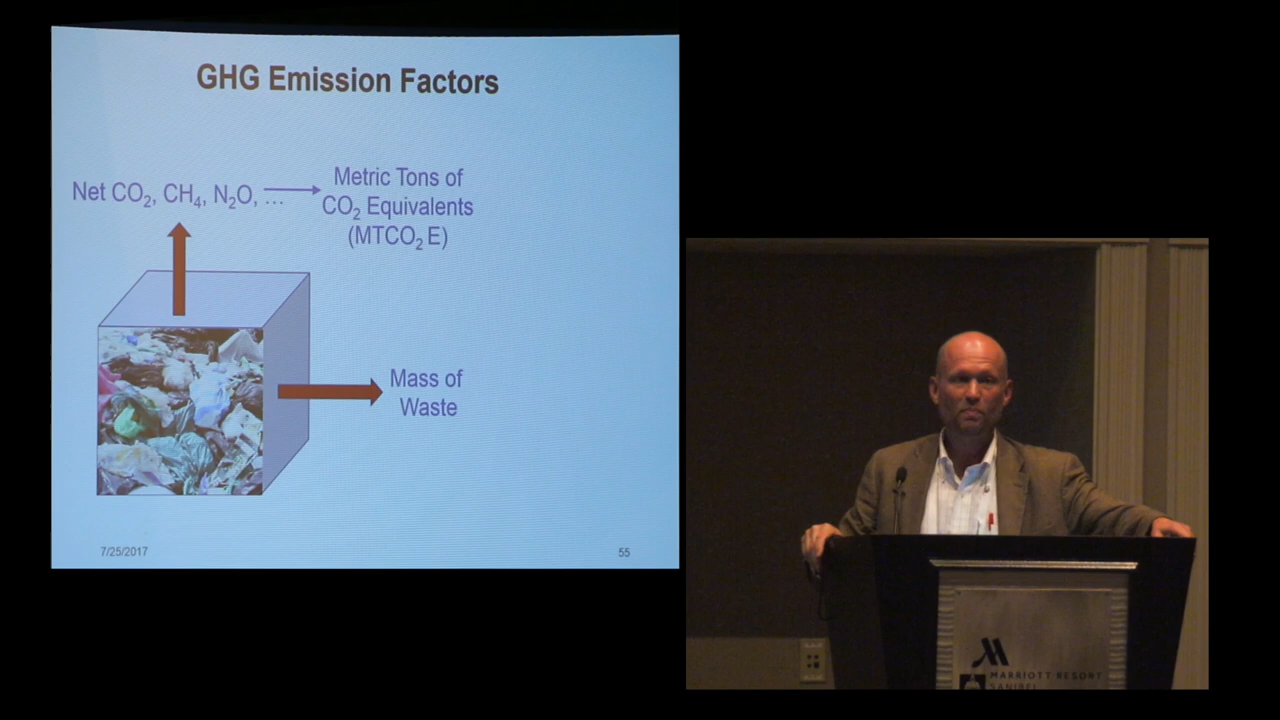 GHG Emission Factors
Net CO₂, CH₄, N₂O, …
Metric Tons of
CO₂ Equivalents
(MTCO₂ E)
Mass of
Waste
7/25/2017
55
MARRIOTT RESORT
SANIBEL